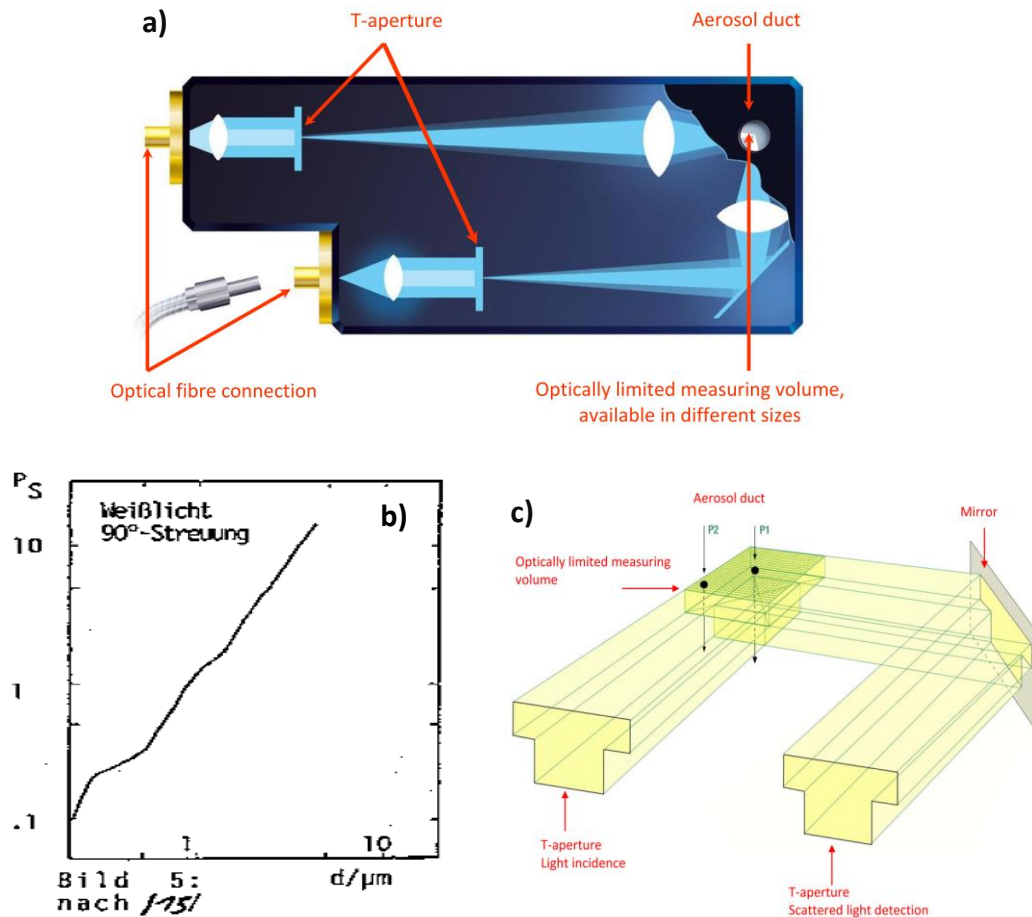 a)
T-aperture
Aerosol duct
Optical fibre connection
Optically limited measuring volume,
available in different sizes
P_S
Weißlicht
90°-Streuung
b)
10
1
.1
1
10
d/µm
Bild 5:
nach /15/
c)
Aerosol duct
P2
P1
Mirror
Optically limited measuring
volume
T-aperture
Light incidence
T-aperture
Scattered light detection